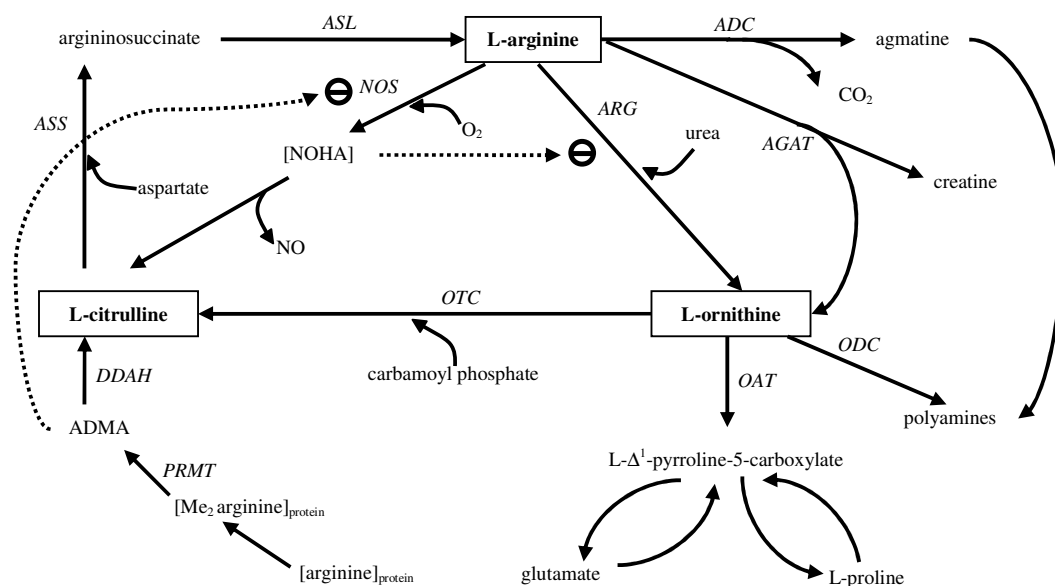 argininosuccinate
ASL
L-arginine
ADC
agmatine
CO2
NOS
O2
ARG
urea
AGAT
creatine
ASS
aspartate
[NOHA]
NO
L-citrulline
OTC
L-ornithine
carbamoyl phosphate
ODC
OAT
polyamines
DDAH
ADMA
PRMT
[Me2 arginine]protein
[arginine]protein
L-Δ1-pyrroline-5-carboxylate
glutamate
L-proline